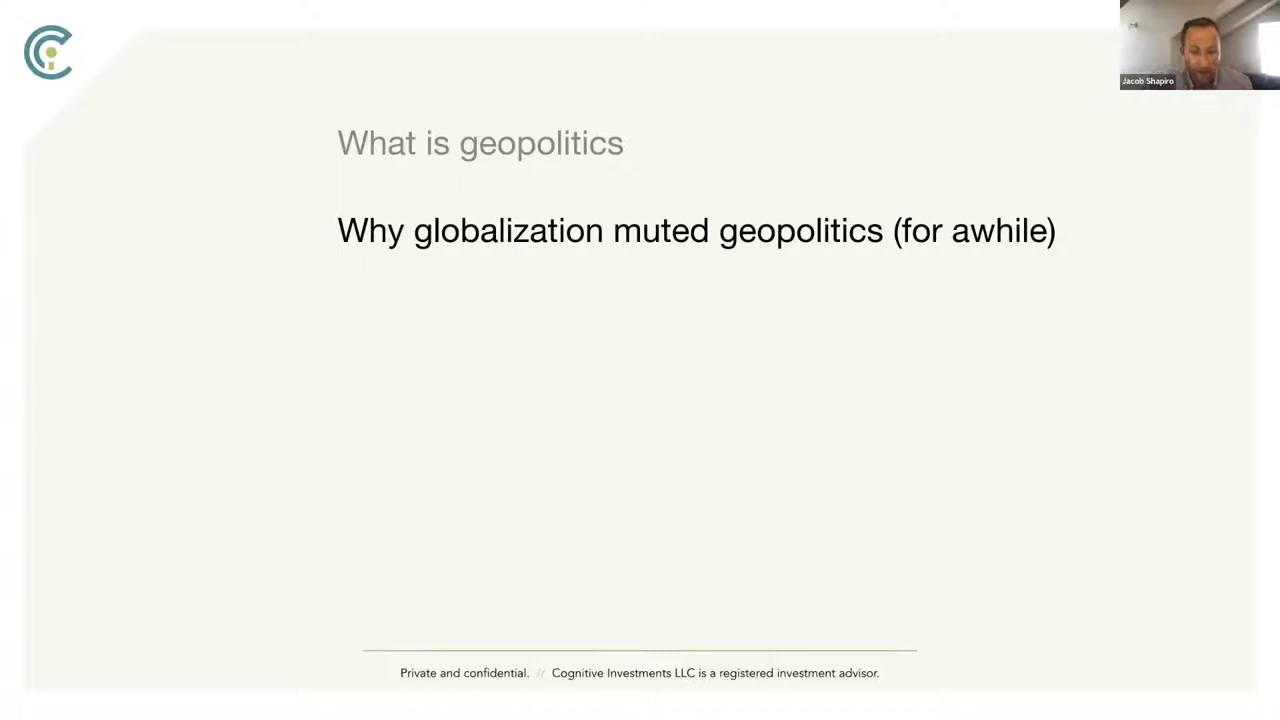 Jacob Shapiro
What is geopolitics
Why globalization muted geopolitics (for awhile)
Private and confidential. // Cognitive Investments LLC is a registered investment advisor.